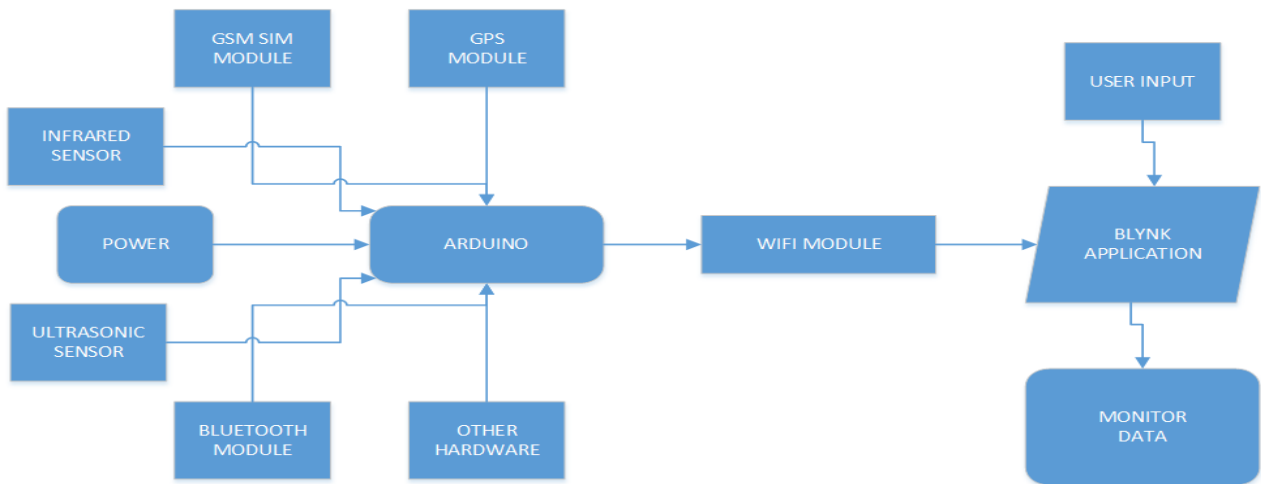 GSM SIM
MODULE
GPS
MODULE
USER INPUT
INFRARED
SENSOR
POWER
ARDUINO
WIFI MODULE
BLYNK
APPLICATION
ULTRASONIC
SENSOR
BLUETOOTH
MODULE
OTHER
HARDWARE
MONITOR
DATA